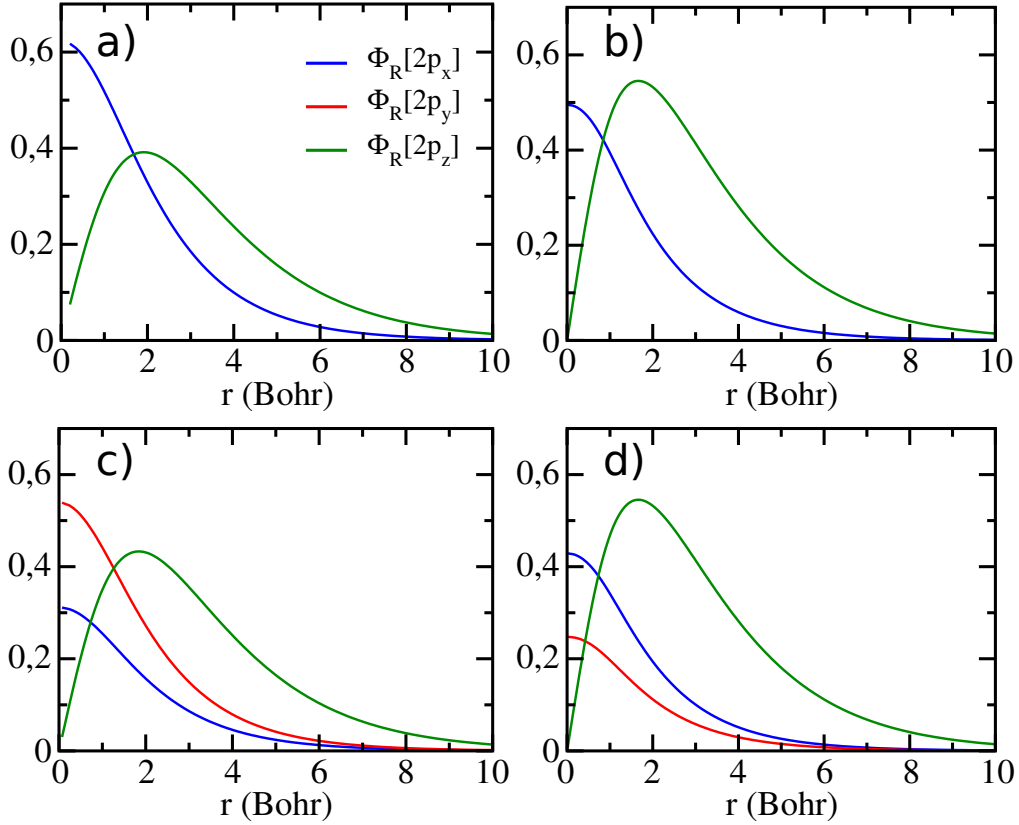 a)
Φ_R[2p_x]
Φ_R[2p_y]
Φ_R[2p_z]
0,6
0,4
0,2
0
0 2 4 6 8 10
r (Bohr)
b)
0,6
0,4
0,2
0
0 2 4 6 8 10
r (Bohr)
c)
0,6
0,4
0,2
0
0 2 4 6 8 10
r (Bohr)
d)
0,6
0,4
0,2
0
0 2 4 6 8 10
r (Bohr)